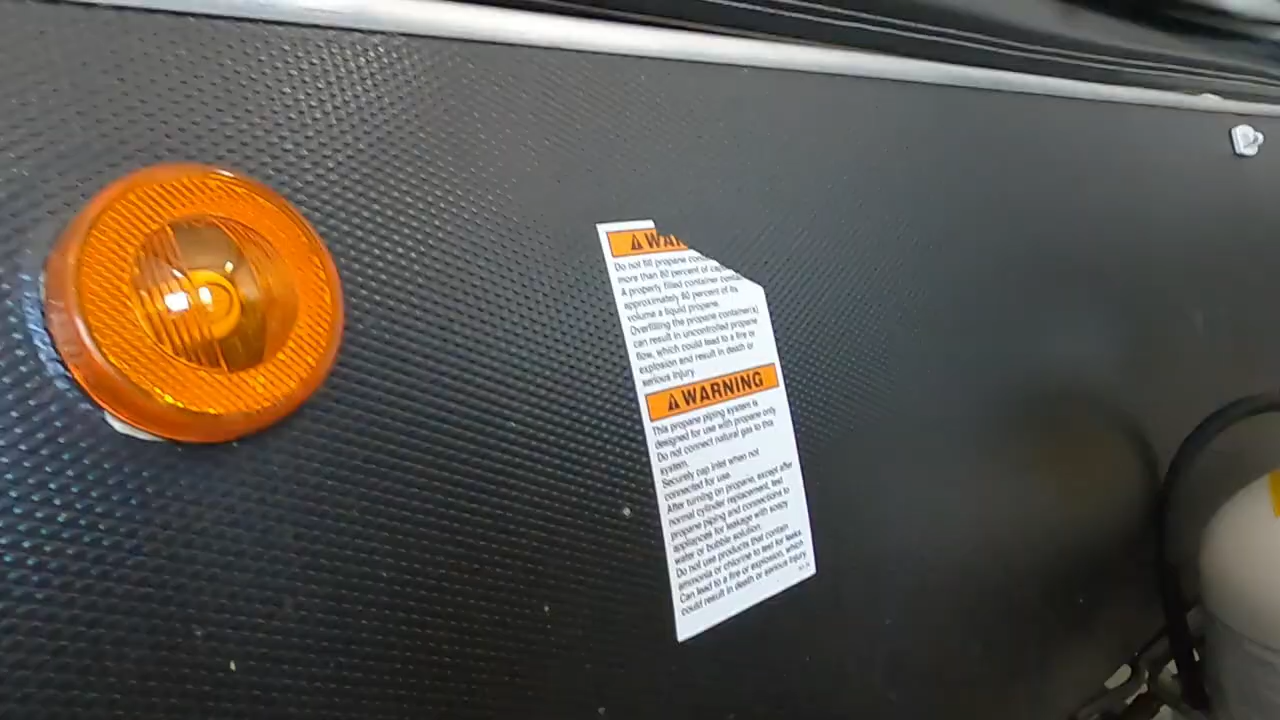 ⚠ WAR
Do not fill propane con
more than 80 percent of cap
A properly filled container conta
approximately 80 percent of its
volume a liquid propane.
Overfilling the propane container(s)
can result in uncontrolled propane
flow, which could lead to a fire or
explosion and result in death or
serious injury
⚠ WARNING
This propane piping system is
designed for use with propane only
Do not connect natural gas to this
system.
Securely cap inlet when not
connected for use.
After turning on propane, except after
normal cylinder replacement, test
propane piping and connections to
appliances for leakage with soapy
water or bubble solution.
Do not use products that contain
ammonia or chlorine to test for leaks.
Can lead to a fire or explosion, which
could result in death or serious injury